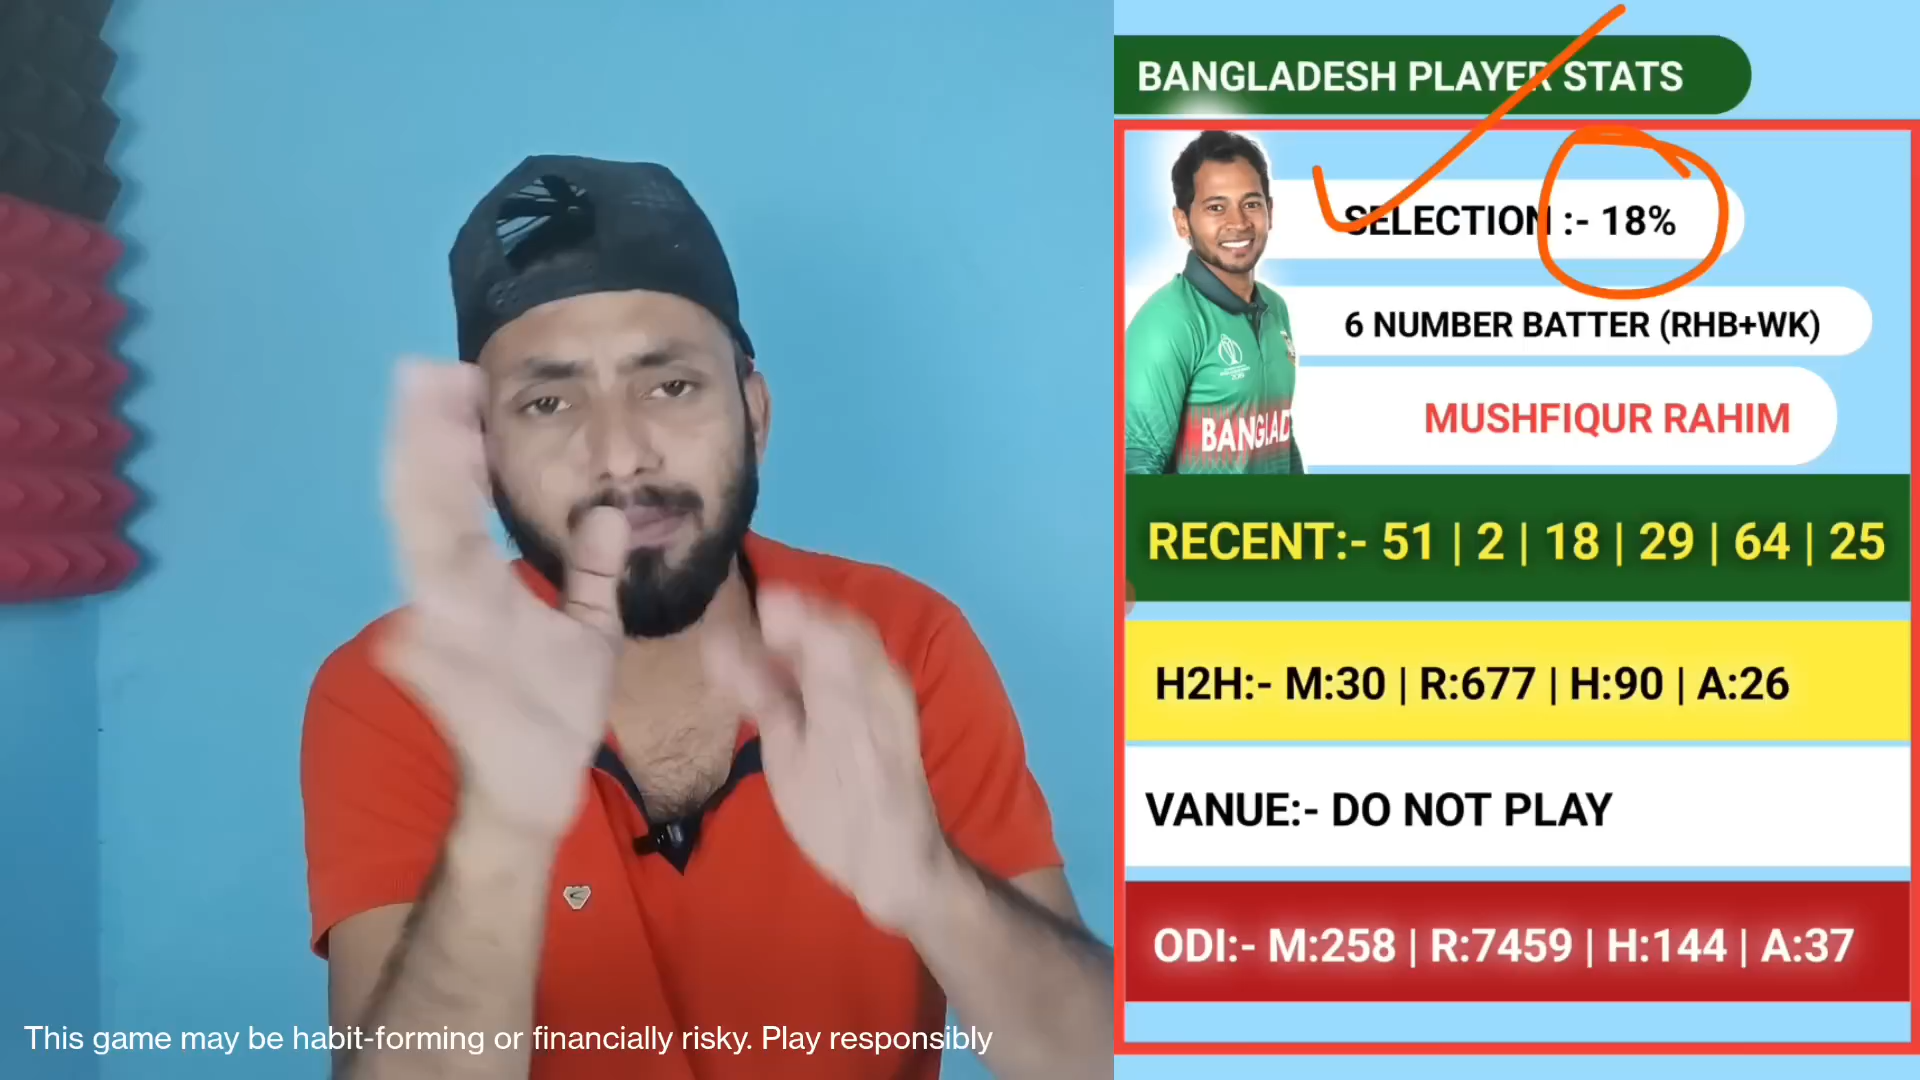 BANGLADESH PLAYER STATS
SELECTION :- 18%
6 NUMBER BATTER (RHB+WK)
MUSHFIQUR RAHIM
BANGLAD
RECENT:- 51 | 2 | 18 | 29 | 64 | 25
H2H:- M:30 | R:677 | H:90 | A:26
VANUE:- DO NOT PLAY
ODI:- M:258 | R:7459 | H:144 | A:37
This game may be habit-forming or financially risky. Play responsibly